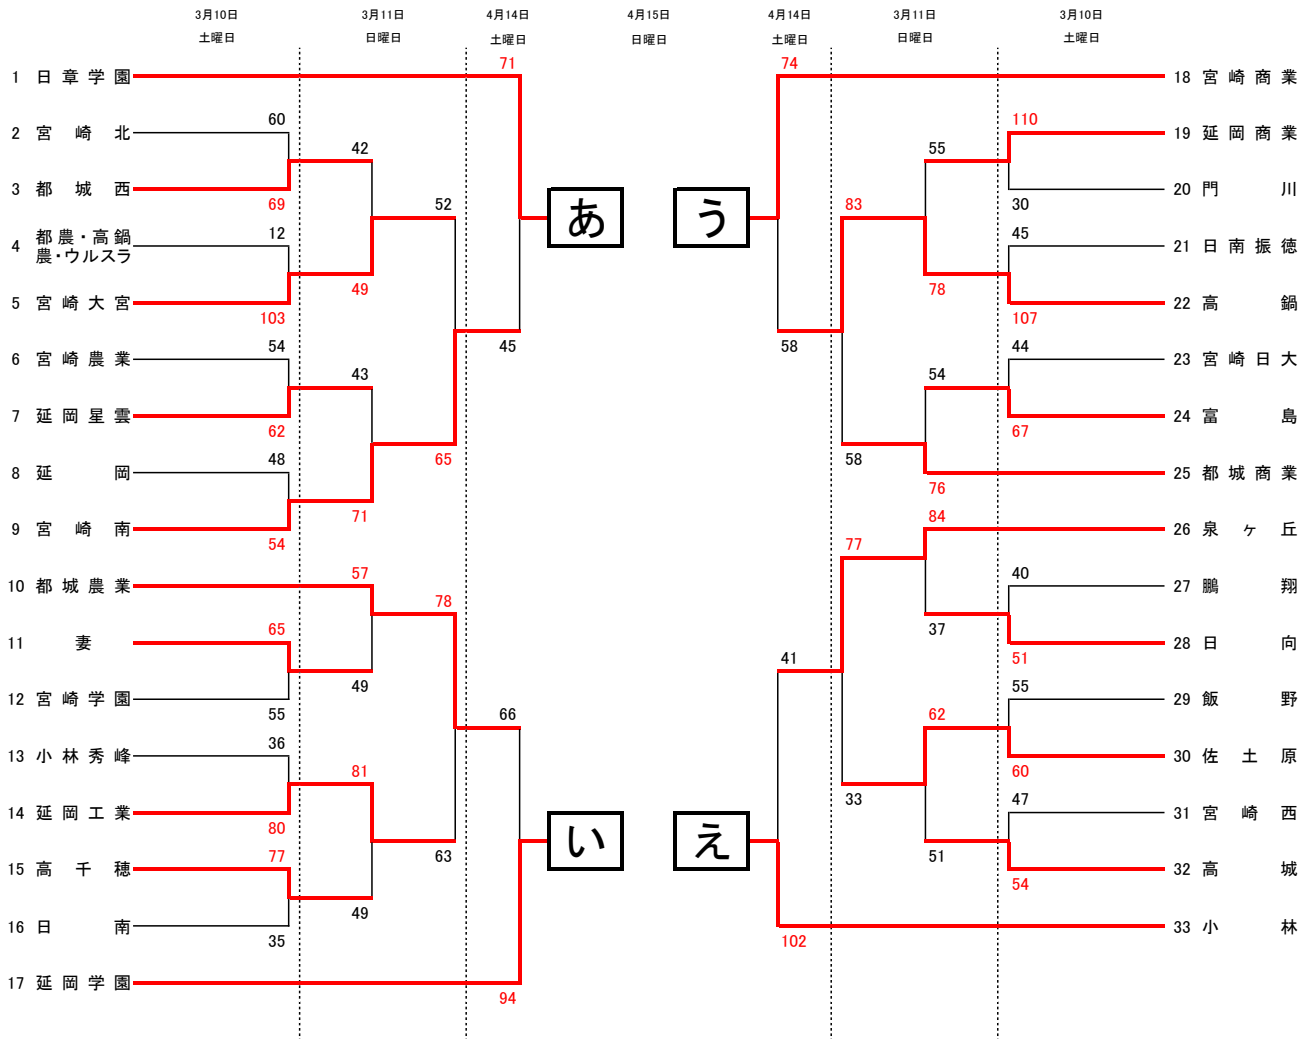 3月10日 3月11日 4月14日 4月15日 4月14日 3月11日 3月10日
土曜日 日曜日 土曜日 日曜日 土曜日 日曜日 土曜日
71 74
1 日章学園 18 宮崎商業
60 110
2 宮崎北 19 延岡商業
42 55
3 都城西 20 門川
69 52 あ う 83 30
12 45
4 都農・高鍋 21 日南振徳
農・ウルスラ
49 78
5 宮崎大宮 22 高鍋
103 107
54 45 58 44
6 宮崎農業 23 宮崎日大
43 54
7 延岡星雲 24 富島
62 67
48 65 58
8 延岡 25 都城商業
71 76
84
9 宮崎南 26 泉ヶ丘
54 77
57 40
10 都城農業 27 鵬翔
78
65 37
11 妻 28 日向
41 51
49 55
12 宮崎学園 29 飯野
55 66 62
36
13 小林秀峰 30 佐土原
81 60
33 47
14 延岡工業 31 宮崎西
80 い え
77 63 51
15 高千穂 32 高城
54
49
16 日南 33 小林
35 102
17 延岡学園
94